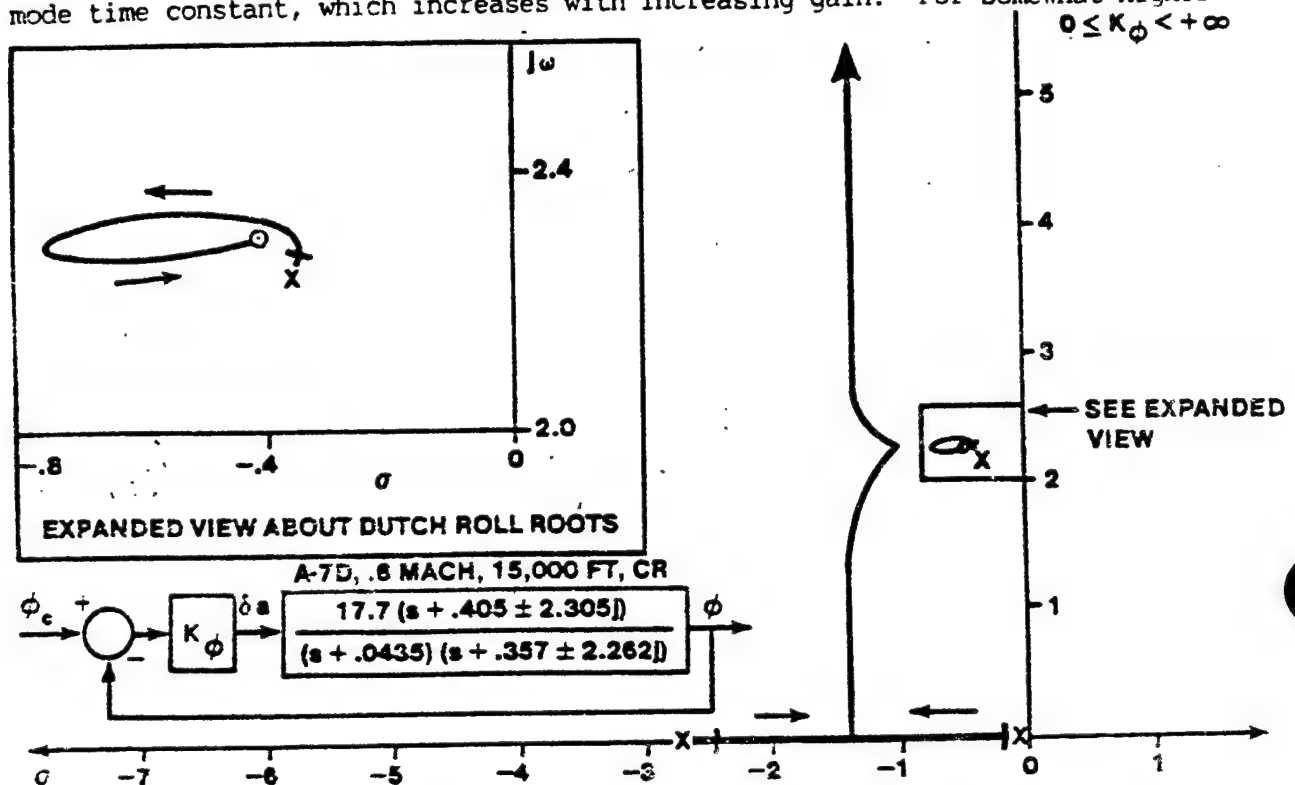 mode time constant, which increases with increasing gain. For somewhat higher
0 ≤ K_ϕ < +∞
jω
2.4
2.0
-.8
-.4
0
σ
EXPANDED VIEW ABOUT DUTCH ROLL ROOTS
5
4
3
2
1
SEE EXPANDED
VIEW
X
X
A-7D, .6 MACH, 15,000 FT, CR
ϕ_c
+
-
K_ϕ
δa
17.7 (s + .405 ± 2.305j)
(s + .0435) (s + .357 ± 2.262j)
ϕ
X
X
σ
-7
-6
-5
-4
-3
-2
-1
0
1